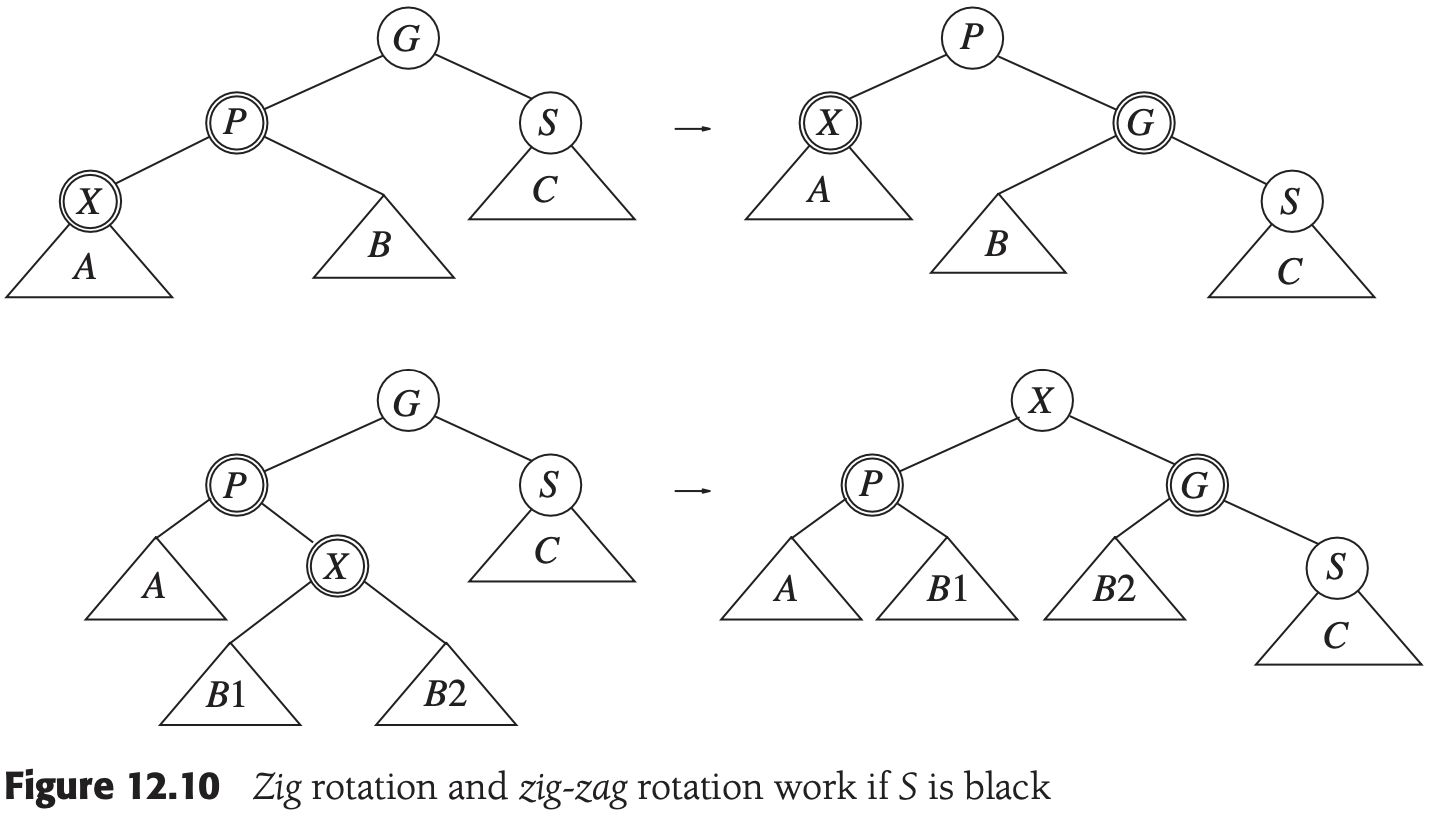 G P
P S → X G
X C A S
A B B C
G X
P S → P G
A X C A B1 B2 S
B1 B2 C
Figure 12.10 Zig rotation and zig-zag rotation work if S is black